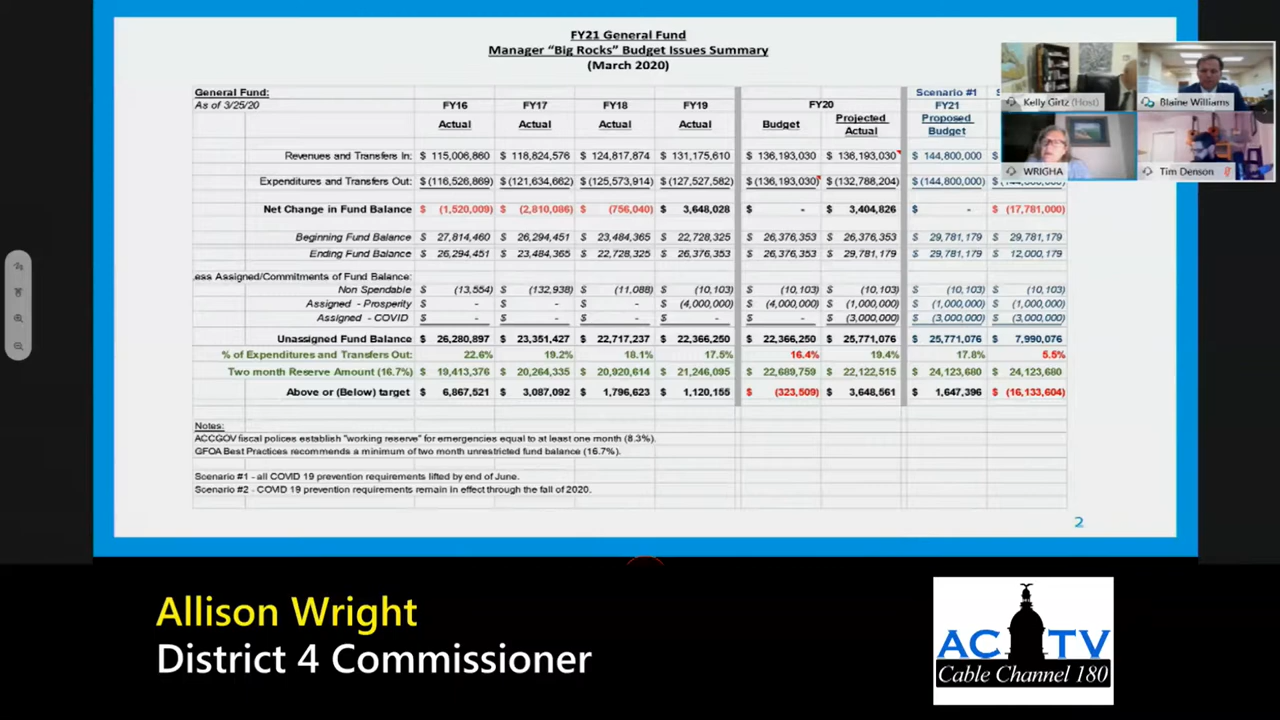 FY21 General Fund
Manager “Big Rocks” Budget Issues Summary
(March 2020)
General Fund: Scenario #1
As of 3/25/20 FY16 FY17 FY18 FY19 FY20 FY21
Actual Actual Actual Actual Budget Projected Actual Proposed Budget
Revenues and Transfers In: $ 115,006,860 $ 118,824,576 $ 124,817,874 $ 131,175,610 $ 136,193,030 $ 136,193,030 $ 144,800,000 $
Expenditures and Transfers Out: $ (116,526,869) $ (121,634,662) $ (125,573,914) $ (127,527,582) $ (136,193,030) $ (132,788,204) $ (144,800,000) $
Net Change in Fund Balance $ (1,520,009) $ (2,810,086) $ (756,040) $ 3,648,028 $ - $ 3,404,826 $ - $ (17,781,000)
Beginning Fund Balance $ 27,814,460 $ 26,294,451 $ 23,484,365 $ 22,728,325 $ 26,376,353 $ 26,376,353 $ 29,781,179 $ 29,781,179
Ending Fund Balance $ 26,294,451 $ 23,484,365 $ 22,728,325 $ 26,376,353 $ 26,376,353 $ 29,781,179 $ 29,781,179 $ 12,000,179
ess Assigned/Commitments of Fund Balance:
Non Spendable $ (13,554) $ (132,938) $ (11,088) $ (10,103) $ (10,103) $ (10,103) $ (10,103) $ (10,103)
Assigned - Prosperity $ - $ - $ - $ (4,000,000) $ (4,000,000) $ (1,000,000) $ (1,000,000) $ (1,000,000)
Assigned - COVID $ - $ - $ - $ - $ - $ (3,000,000) $ (3,000,000) $ (3,000,000)
Unassigned Fund Balance $ 26,280,897 $ 23,351,427 $ 22,717,237 $ 22,366,250 $ 22,366,250 $ 25,771,076 $ 25,771,076 $ 7,990,076
% of Expenditures and Transfers Out: 22.6% 19.2% 18.1% 17.5% 16.4% 19.4% 17.8% 5.5%
Two month Reserve Amount (16.7%) $ 19,413,376 $ 20,264,335 $ 20,920,614 $ 21,246,095 $ 22,689,759 $ 22,122,515 $ 24,123,680 $ 24,123,680
Above or (Below) target $ 6,867,521 $ 3,087,092 $ 1,796,623 $ 1,120,155 $ (323,509) $ 3,648,561 $ 1,647,396 $ (16,133,604)
Notes:
ACCGOV fiscal polices establish "working reserve" for emergencies equal to at least one month (8.3%).
GFOA Best Practices recommends a minimum of two month unrestricted fund balance (16.7%).
Scenario #1 - all COVID 19 prevention requirements lifted by end of June.
Scenario #2 - COVID 19 prevention requirements remain in effect through the fall of 2020.
2
Kelly Girtz (Host)
Blaine Williams
WRIGHA
Tim Denson
Allison Wright
District 4 Commissioner
ACTV
Cable Channel 180